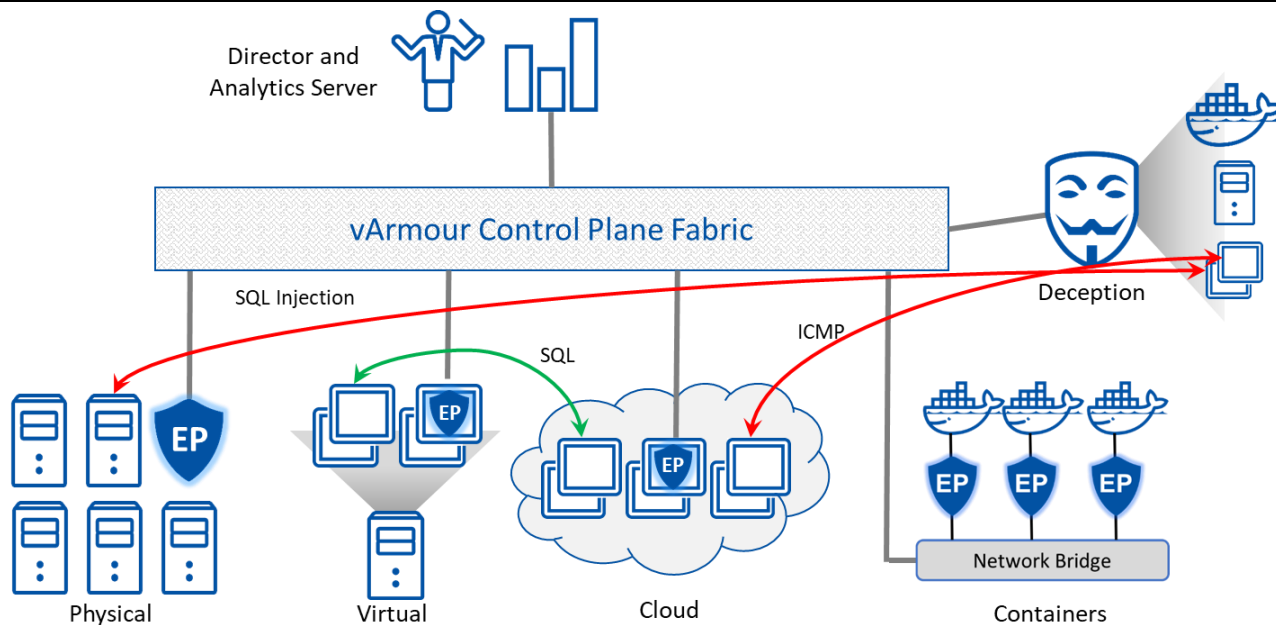 Director and
Analytics Server
vArmour Control Plane Fabric
SQL Injection
Deception
ICMP
SQL
EP
EP
EP
EP
EP
EP
Network Bridge
Physical
Virtual
Cloud
Containers